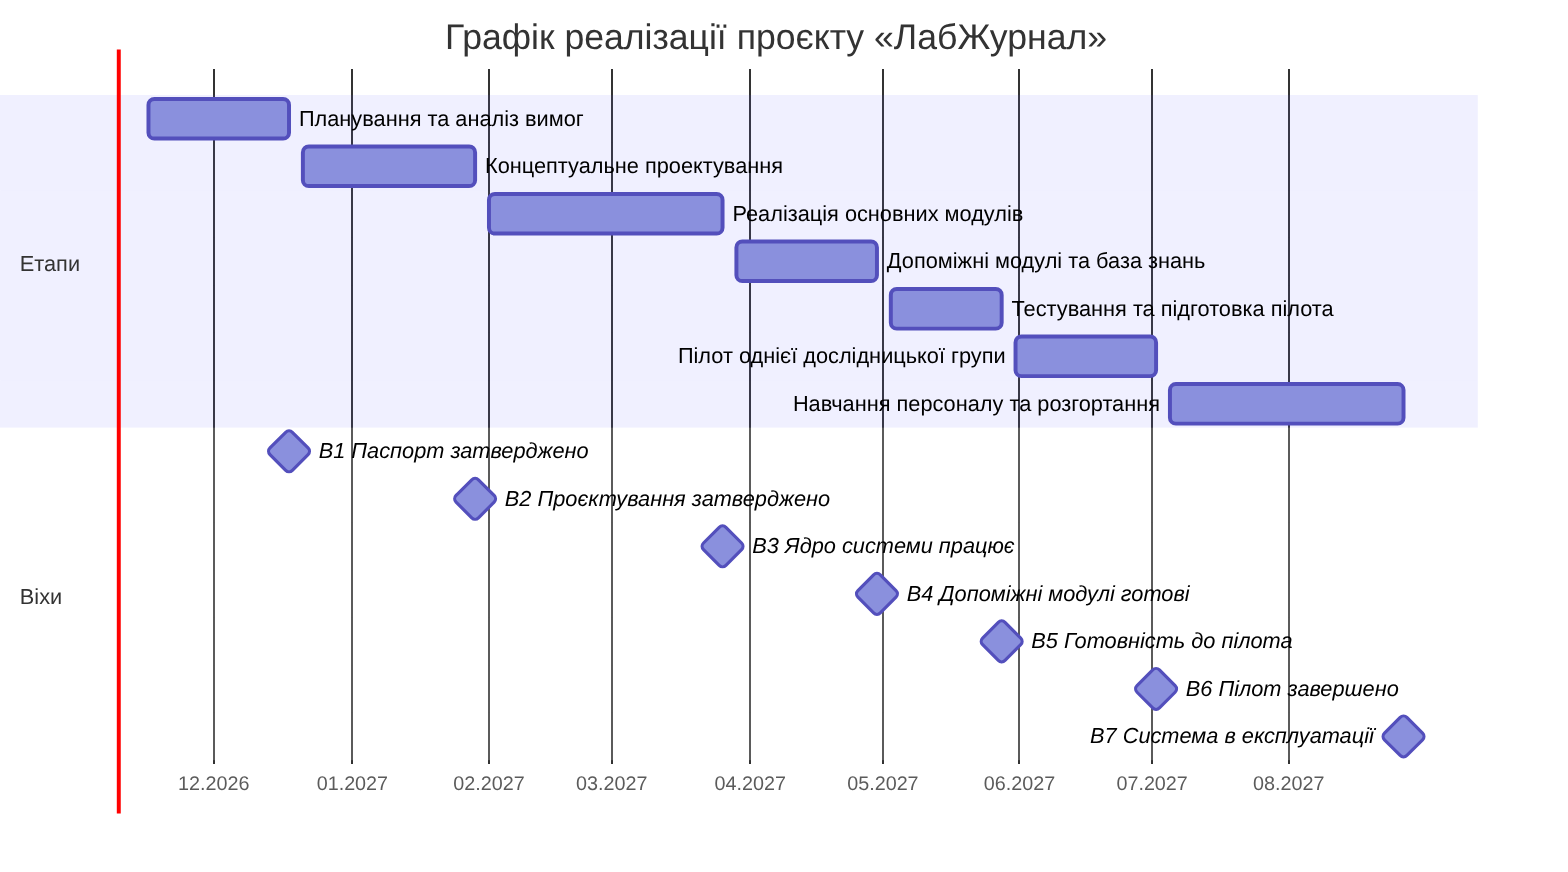 Графік реалізації проєкту «ЛабЖурнал»
Етапи
Планування та аналіз вимог
Концептуальне проектування
Реалізація основних модулів
Допоміжні модулі та база знань
Тестування та підготовка пілота
Пілот однієї дослідницької групи
Навчання персоналу та розгортання
Віхи
В1 Паспорт затверджено
В2 Проєктування затверджено
В3 Ядро системи працює
В4 Допоміжні модулі готові
В5 Готовність до пілота
В6 Пілот завершено
В7 Система в експлуатації
12.2026 01.2027 02.2027 03.2027 04.2027 05.2027 06.2027 07.2027 08.2027